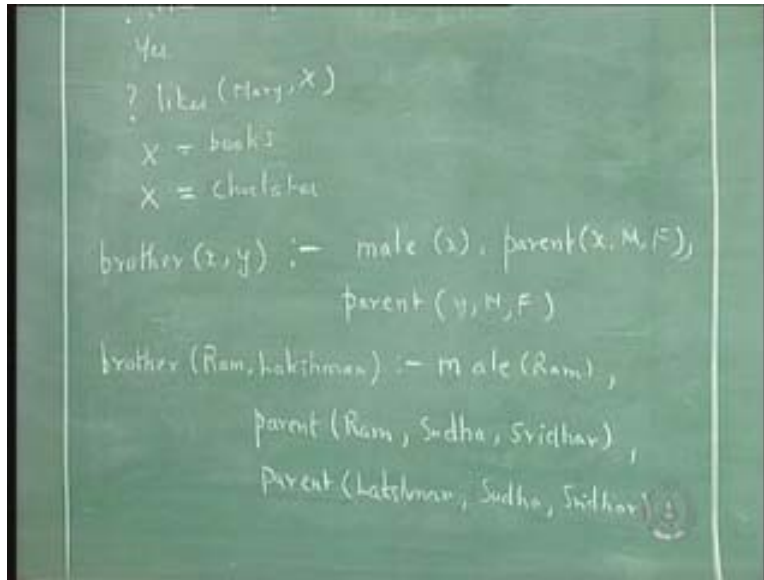 Yes
? likes (Mary, X)
X = books
X =
brother (x, y) :- male (x), parent (x, M, F),
parent (y, M, F)
brother (Ram, Lakshman) :- male (Ram),
parent (Ram, Sudha, Sridhar),
parent (Lakshman, Sudha, Sridhar)